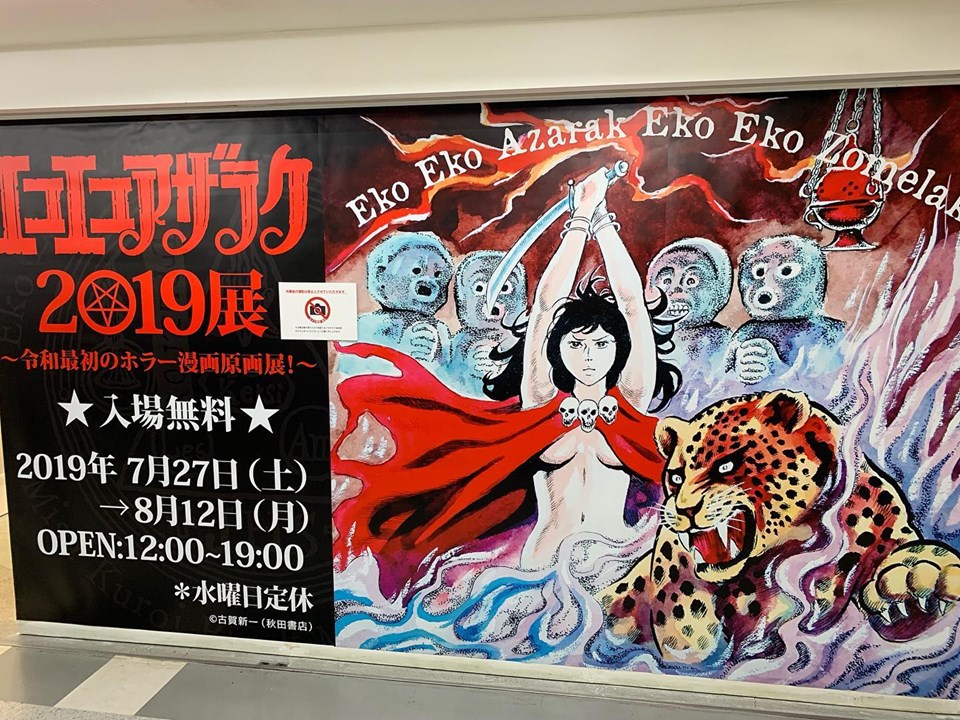 エコエコアザラク
2019展
～令和最初のホラー漫画原画展！～
★入場無料★
2019年 7月27日（土）
→8月12日（月）
OPEN:12:00~19:00
＊水曜日定休
©古賀新一（秋田書店）
Eko Eko Azarak Eko Eko Zomelak